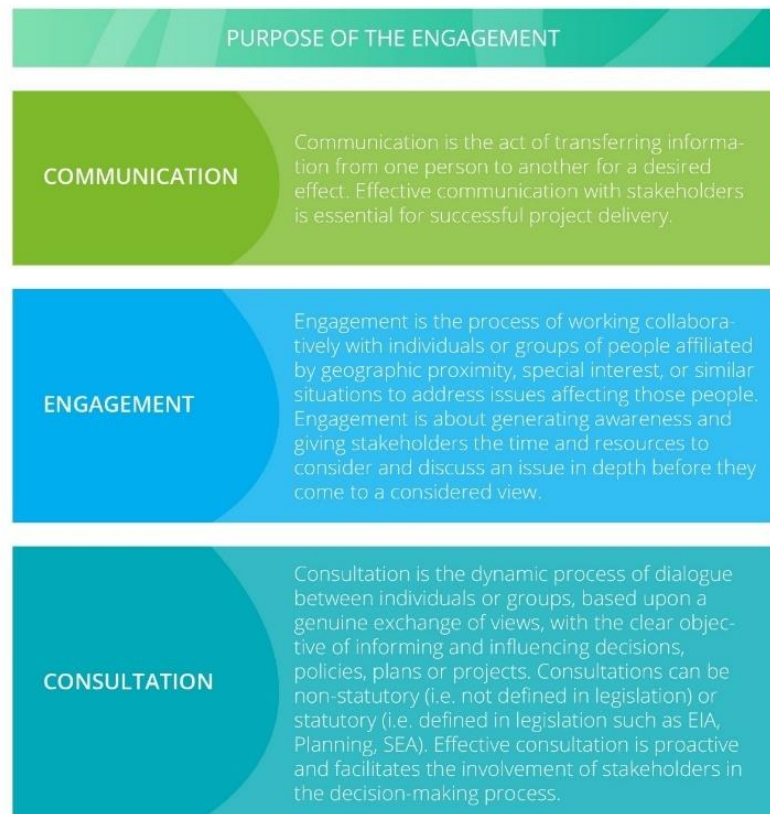 PURPOSE OF THE ENGAGEMENT
COMMUNICATION
Communication is the act of transferring informa-
tion from one person to another for a desired
effect. Effective communication with stakeholders
is essential for successful project delivery.
ENGAGEMENT
Engagement is the process of working collabora-
tively with individuals or groups of people affiliated
by geographic proximity, special interest, or similar
situations to address issues affecting those people.
Engagement is about generating awareness and
giving stakeholders the time and resources to
consider and discuss an issue in depth before they
come to a considered view.
CONSULTATION
Consultation is the dynamic process of dialogue
between individuals or groups, based upon a
genuine exchange of views, with the clear objec-
tive of informing and influencing decisions,
policies, plans or projects. Consultations can be
non-statutory (i.e. not defined in legislation) or
statutory (i.e. defined in legislation such as EIA,
Planning, SEA). Effective consultation is proactive
and facilitates the involvement of stakeholders in
the decision-making process.